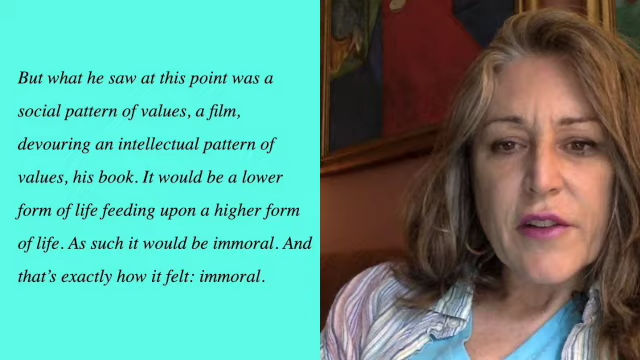 But what he saw at this point was a
social pattern of values, a film,
devouring an intellectual pattern of
values, his book. It would be a lower
form of life feeding upon a higher form
of life. As such it would be immoral. And
that’s exactly how it felt: immoral.